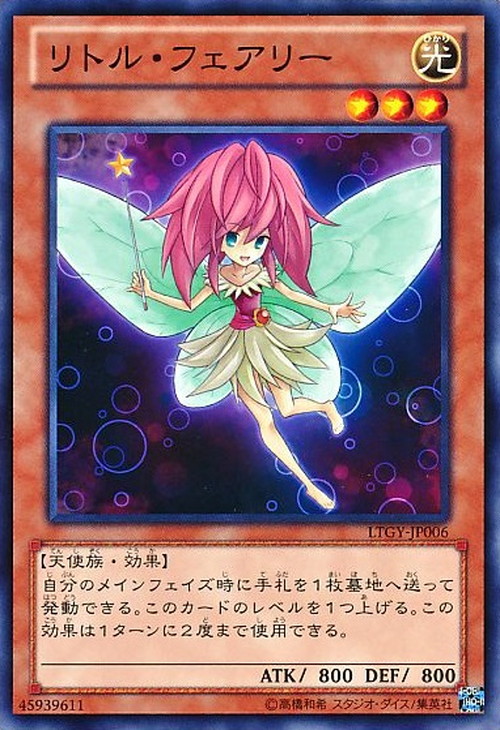 リトル・フェアリー
ひかり
光
LTGY-JP006
【天使族・効果】
自分のメインフェイズ時に手札を1枚墓地へ送って
発動できる。このカードのレベルを1つ上げる。この
効果は1ターンに2度まで使用できる。
ATK/ 800 DEF/ 800
45939611
©高橋和希 スタジオ・ダイス/集英社